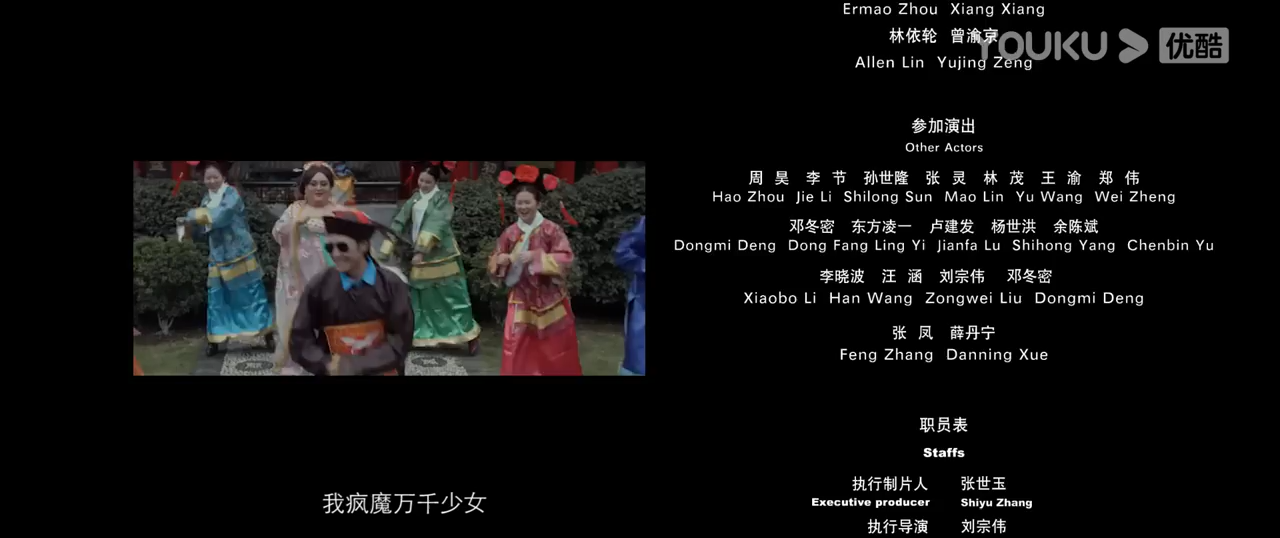 Ermao Zhou Xiang Xiang
林依轮 曾渝京
YOUKU 优酷
Allen Lin Yujing Zeng
参加演出
Other Actors
周 昊 李 节 孙世隆 张 灵 林 茂 王 渝 郑 伟
Hao Zhou Jie Li Shilong Sun Mao Lin Yu Wang Wei Zheng
邓冬密 东方凌一 卢建发 杨世洪 余陈斌
Dongmi Deng Dong Fang Ling Yi Jianfa Lu Shihong Yang Chenbin Yu
李晓波 汪 涵 刘宗伟 邓冬密
Xiaobo Li Han Wang Zongwei Liu Dongmi Deng
张 凤 薛丹宁
Feng Zhang Danning Xue
职员表
Staffs
执行制片人 张世玉
Executive producer Shiyu Zhang
执行导演 刘宗伟
我疯魔万千少女